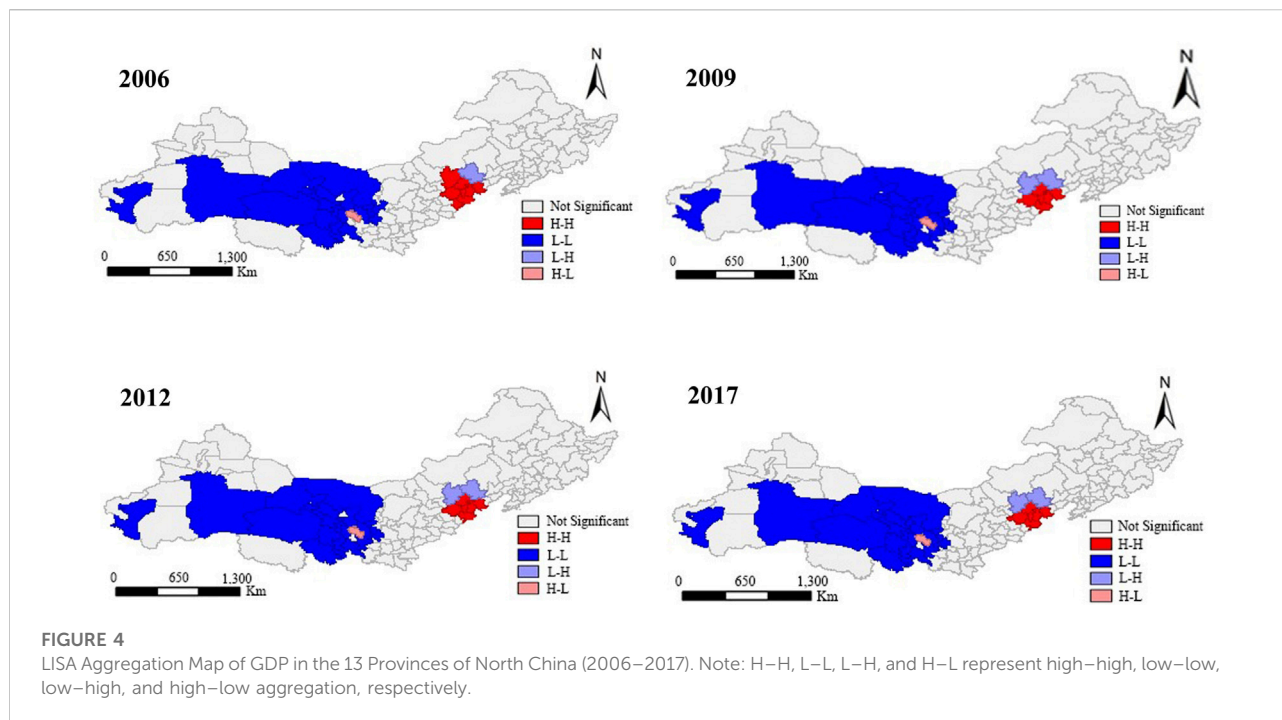 2006
N
Not Significant
H-H
L-L
L-H
H-L
0 650 1,300
Km
2009
N
Not Significant
H-H
L-L
L-H
H-L
0 650 1,300
Km
2012
N
Not Significant
H-H
L-L
L-H
H-L
0 650 1,300
Km
2017
N
Not Significant
H-H
L-L
L-H
H-L
0 650 1,300
Km
FIGURE 4
LISA Aggregation Map of GDP in the 13 Provinces of North China (2006–2017). Note: H–H, L–L, L–H, and H–L represent high–high, low–low,
low–high, and high–low aggregation, respectively.